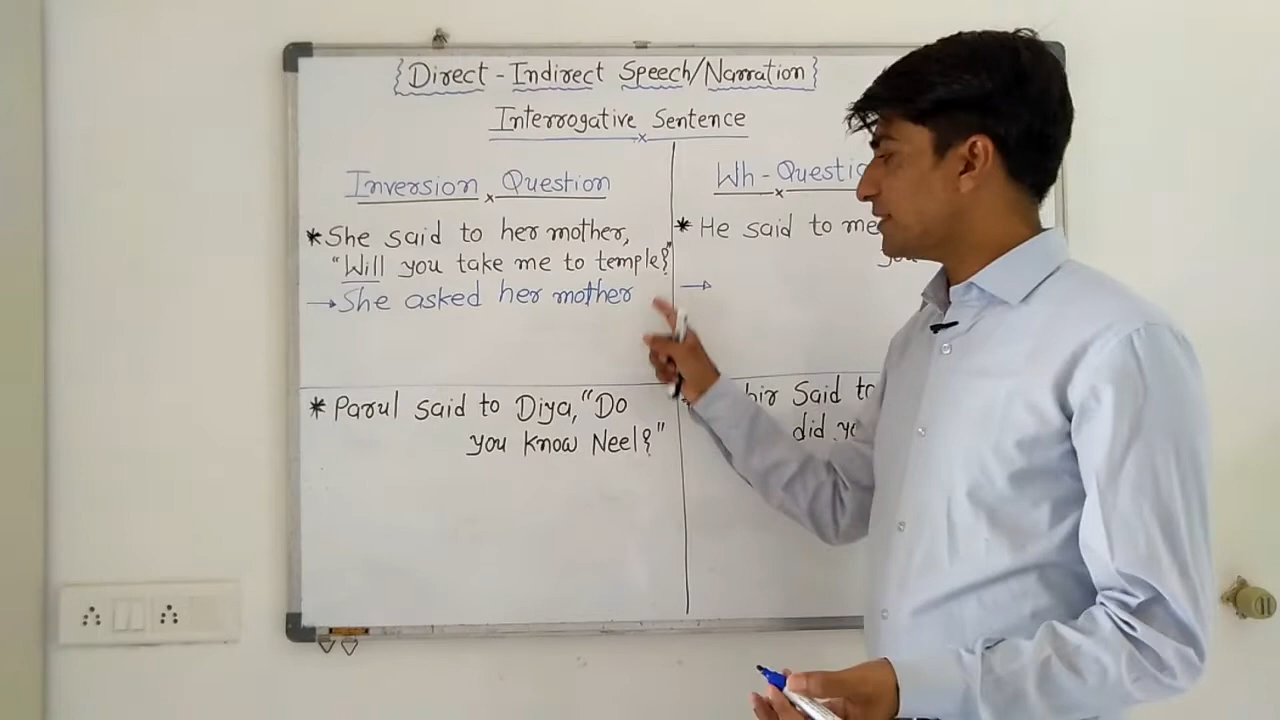 {Direct-Indirect Speech/Narration}
Interrogative Sentence
Inversion Question
* She said to her mother,
"Will you take me to temple?"
→ She asked her mother
* Parul said to Diya, "Do
you know Neel?"
Wh-Questio
* He said to me
→
Said to
did